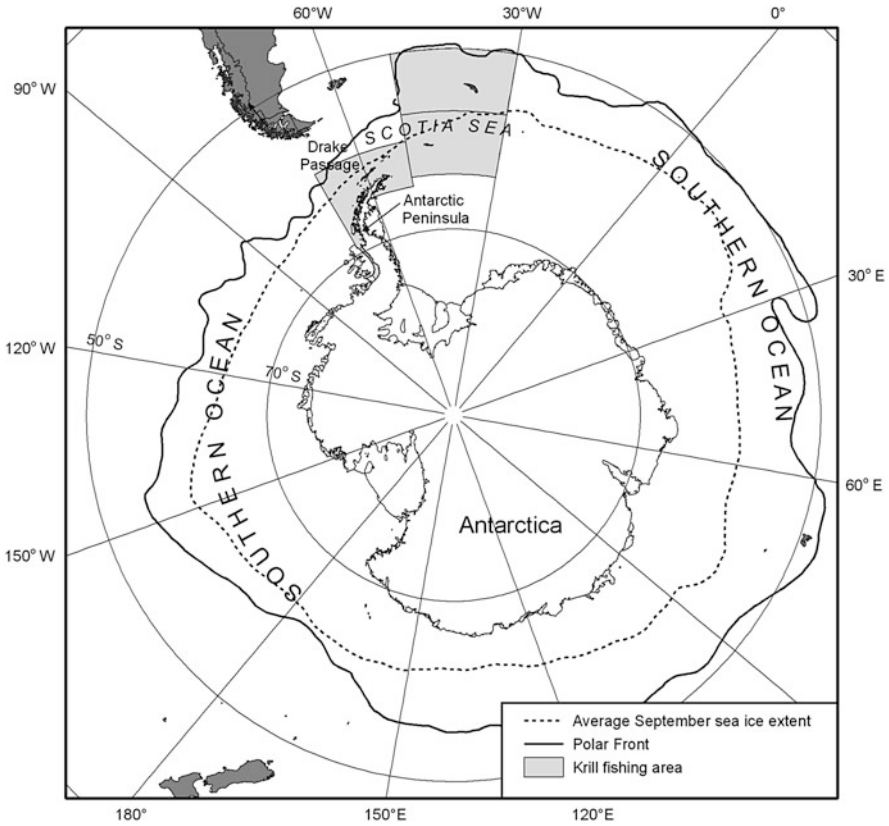 60° W
30° W
0°
90° W
SCOTIA SEA
Drake
Passage
Antarctic
Peninsula
SOUTHERN OCEAN
30° E
120° W
50° S
70° S
SOUTHERN OCEAN
60° E
Antarctica
150° W
Average September sea ice extent
Polar Front
Krill fishing area
180°
150° E
120° E